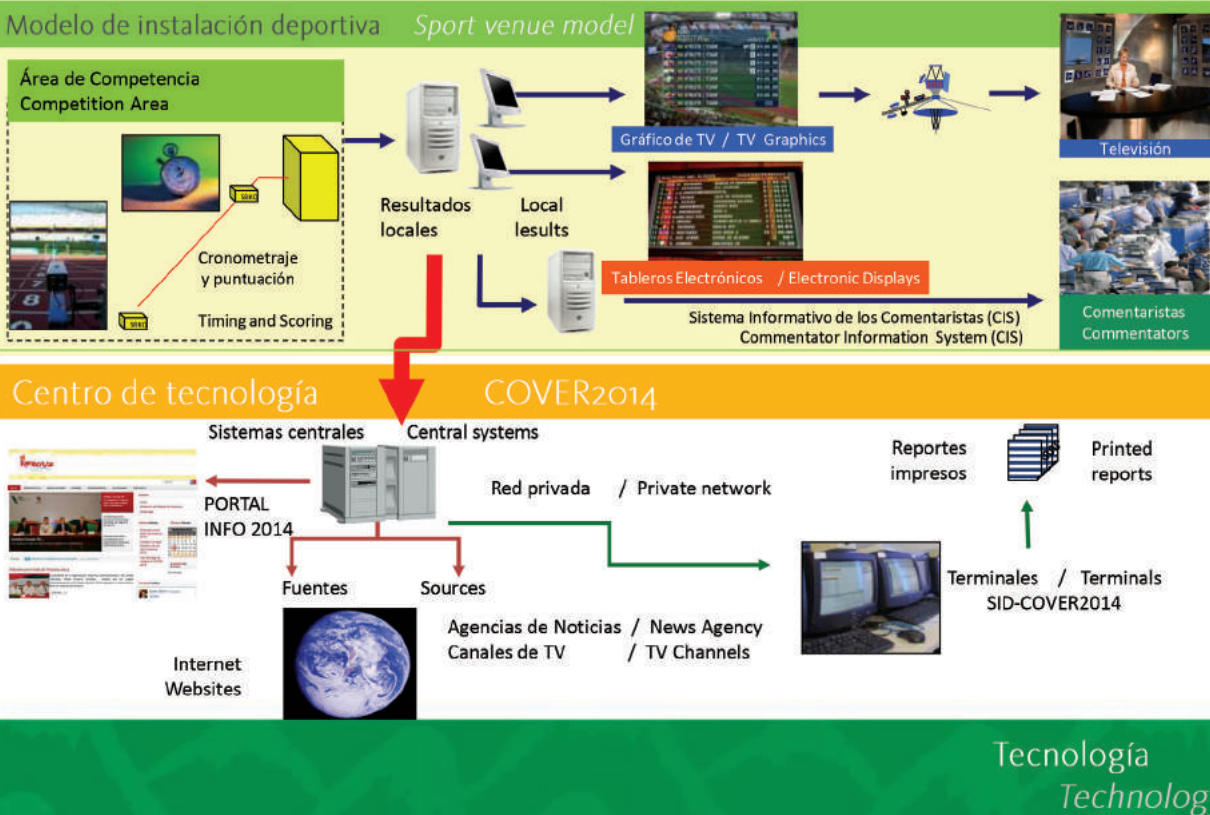 Modelo de instalación deportiva Sport venue model
Área de Competencia
Competition Area
Cronometraje
y puntuación
Timing and Scoring
Resultados Local
locales lesults
Gráfico de TV / TV Graphics
Tableros Electrónicos / Electronic Displays
Televisión
Sistema Informativo de los Comentaristas (CIS)
Commentator Information System (CIS)
Comentaristas
Commentators
Centro de tecnología COVER2014
Sistemas centrales Central systems
PORTAL
INFO 2014
Red privada / Private network
Reportes Printed
impresos reports
Fuentes Sources
Terminales / Terminals
SID-COVER2014
Agencias de Noticias / News Agency
Canales de TV / TV Channels
Internet
Websites
Tecnología
Technolog